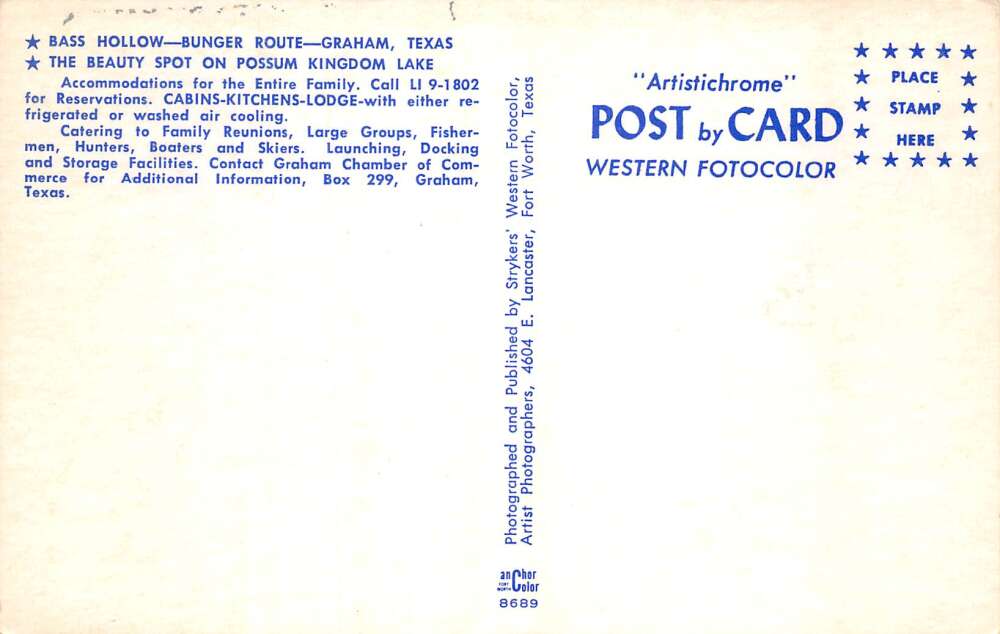 ★ BASS HOLLOW—BUNGER ROUTE—GRAHAM, TEXAS
★ THE BEAUTY SPOT ON POSSUM KINGDOM LAKE
Accommodations for the Entire Family. Call LI 9-1802
for Reservations. CABINS-KITCHENS-LODGE-with either re-
frigerated or washed air cooling.
Catering to Family Reunions, Large Groups, Fisher-
men, Hunters, Boaters and Skiers. Launching, Docking
and Storage Facilities. Contact Graham Chamber of Com-
merce for Additional Information, Box 299, Graham,
Texas.
Photographed and Published by Strykers' Western Fotocolor,
Artist Photographers, 4604 E. Lancaster, Fort Worth, Texas
anChor
FORT WORTH Color
8689
"Artistichrome"
POST by CARD
WESTERN FOTOCOLOR
PLACE
STAMP
HERE